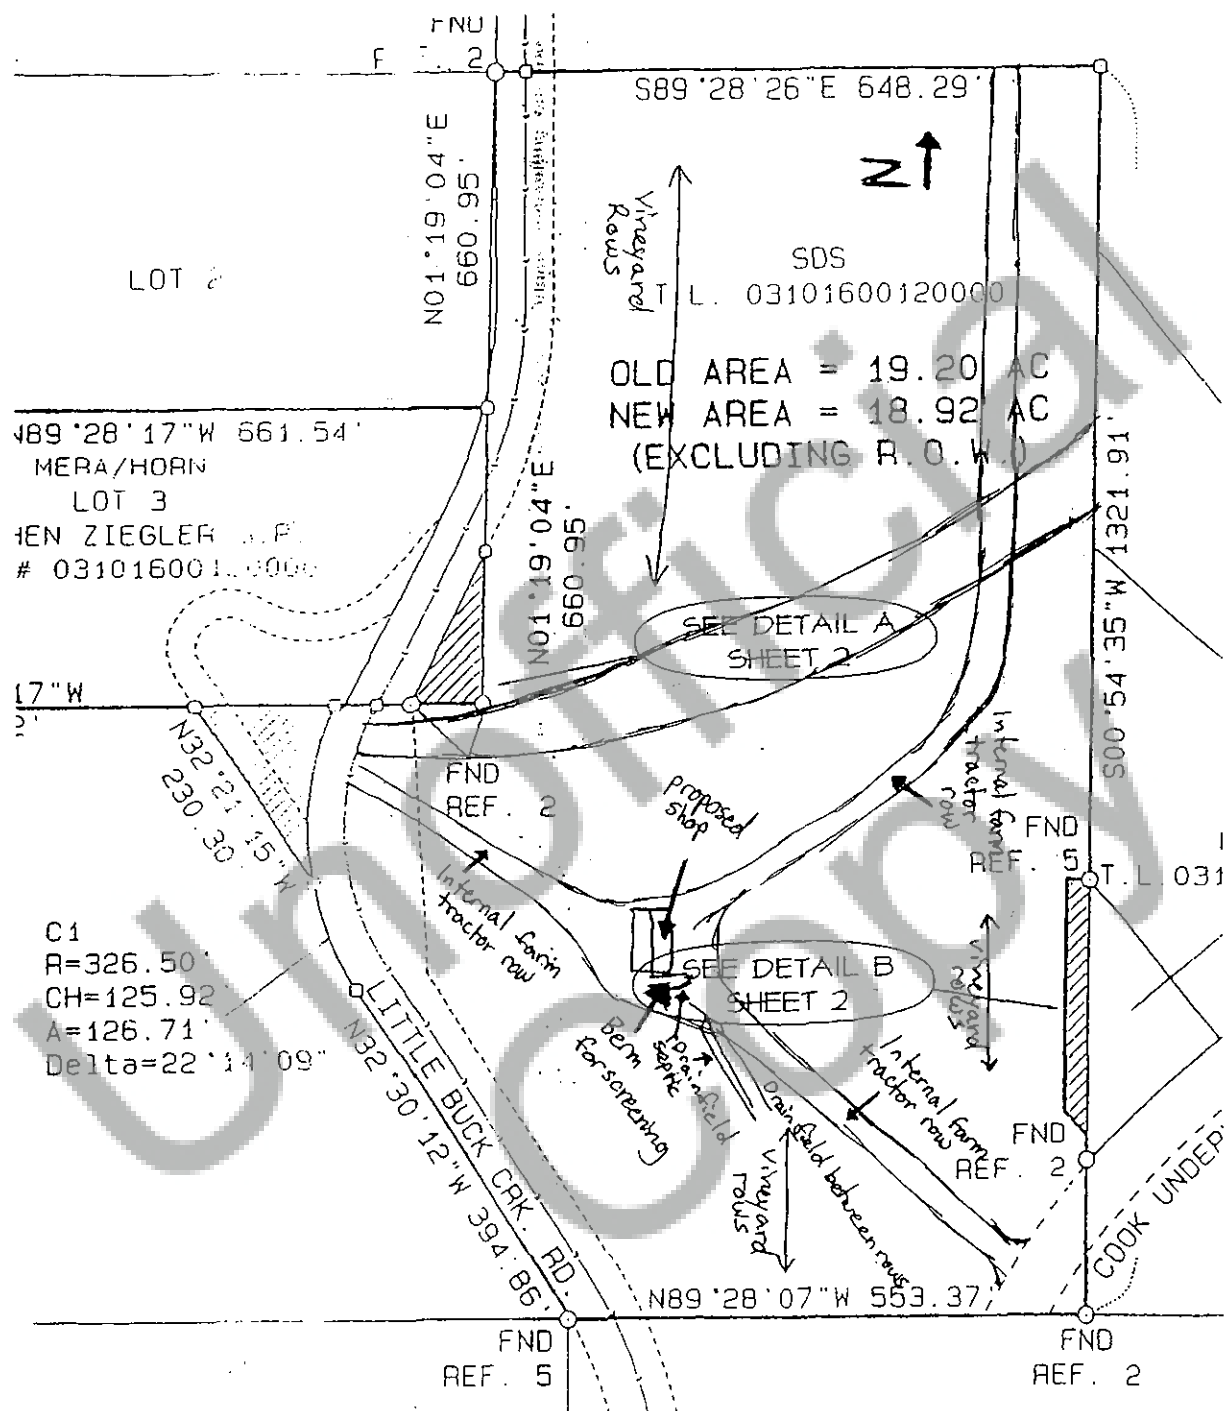 FND
2
S89°28'26"E 648.29'
N01°19'04"E
660.95'
N
Vineyard
Rows
LOT
SDS
T.L. 03101600120000
OLD AREA = 19.20 AC
NEW AREA = 18.92 AC
(EXCLUDING R.O.W.)
N89°28'17"W 661.54'
MERA/HORN
LOT 3
HEN ZIEGLER S.P.
N01°19'04"E
660.95'
S00°54'35"W 1321.91'
SEE DETAIL A
SHEET 2
17"W
2'
N32°21'15"W
230.30'
FND
REF. 2
proposed
shop
Internal farm
tractor
row
FND
REF. 5
T.L. 031
Internal farm
tractor row
C1
R=326.50'
CH=125.92'
A=126.71'
Delta=22°14'09"
SEE DETAIL B
SHEET 2
vineyard
rows
LITTLE BUCK CRK. RD.
N32°30'12"W 394.86'
Berm
for screening
septic
Drainfield
Drainfield between rows
Internal farm
tractor row
vineyard
rows
FND
REF. 2
COOK UNDER
N89°28'07"W 553.37'
FND
REF. 5
FND
REF. 2
Unofficial
Copy